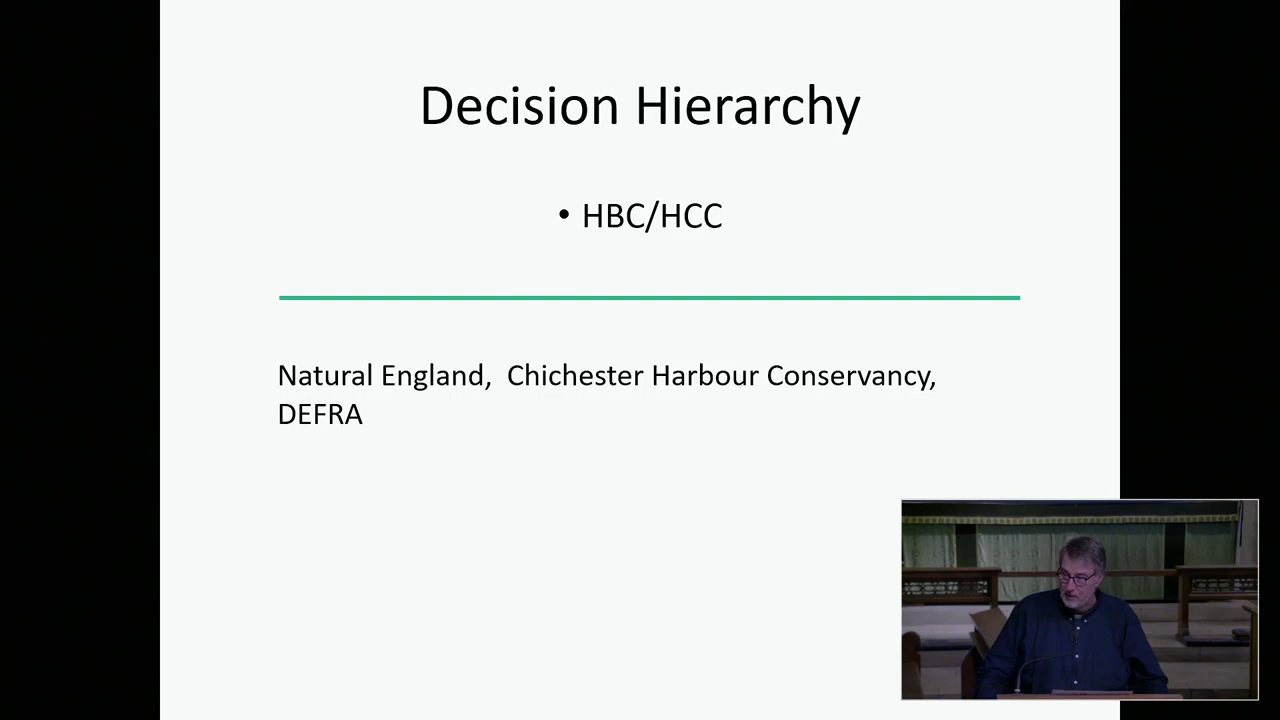 Decision Hierarchy
• HBC/HCC
Natural England,  Chichester Harbour Conservancy,
DEFRA